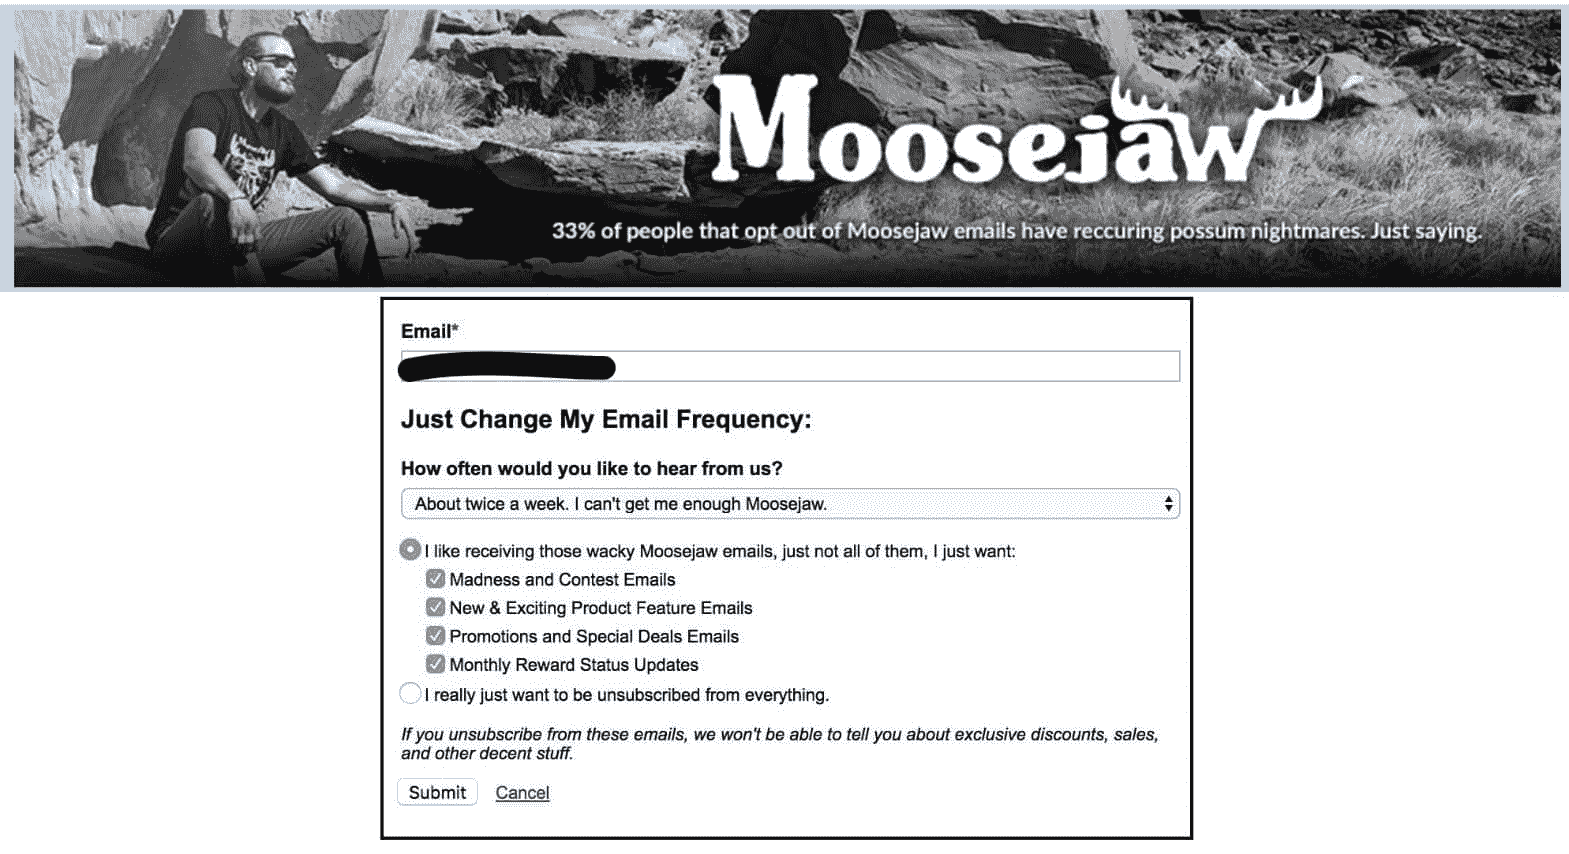 Moosejaw
33% of people that opt out of Moosejaw emails have reccuring possum nightmares. Just saying.
Email*
Just Change My Email Frequency:
How often would you like to hear from us?
About twice a week. I can't get me enough Moosejaw.
I like receiving those wacky Moosejaw emails, just not all of them, I just want:
Madness and Contest Emails
New & Exciting Product Feature Emails
Promotions and Special Deals Emails
Monthly Reward Status Updates
I really just want to be unsubscribed from everything.
If you unsubscribe from these emails, we won't be able to tell you about exclusive discounts, sales,
and other decent stuff.
Submit Cancel